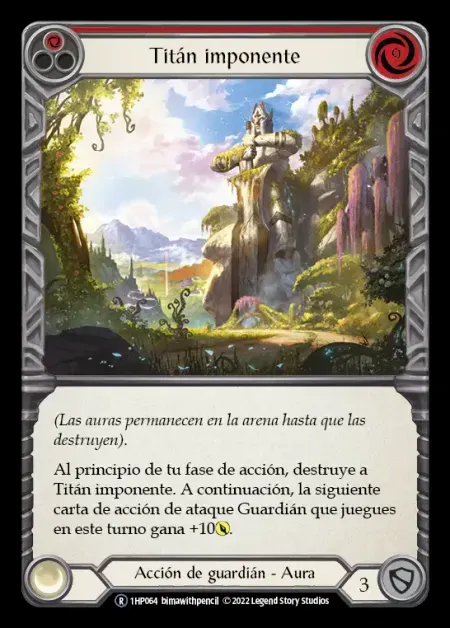 Titán imponente
(Las auras permanecen en la arena hasta que las
destruyen).
Al principio de tu fase de acción, destruye a
Titán imponente. A continuación, la siguiente
carta de acción de ataque Guardián que juegues
en este turno gana +10.
Acción de guardián - Aura
3
R 1HP064 bimawithpencil © 2022 Legend Story Studios